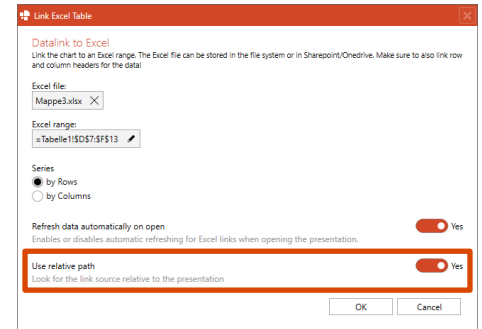 Link Excel Table
Datalink to Excel
Link the chart to an Excel range. The Excel file can be stored in the file system or in Sharepoint/Onedrive. Make sure to also link row
and column headers for the data!
Excel file:
Mappe3.xlsx
Excel range:
=Tabelle1!$D$7:$F$13
Series
by Rows
by Columns
Refresh data automatically on open
Yes
Enables or disables automatic refreshing for Excel links when opening the presentation.
Use relative path
Yes
Look for the link source relative to the presentation
OK
Cancel